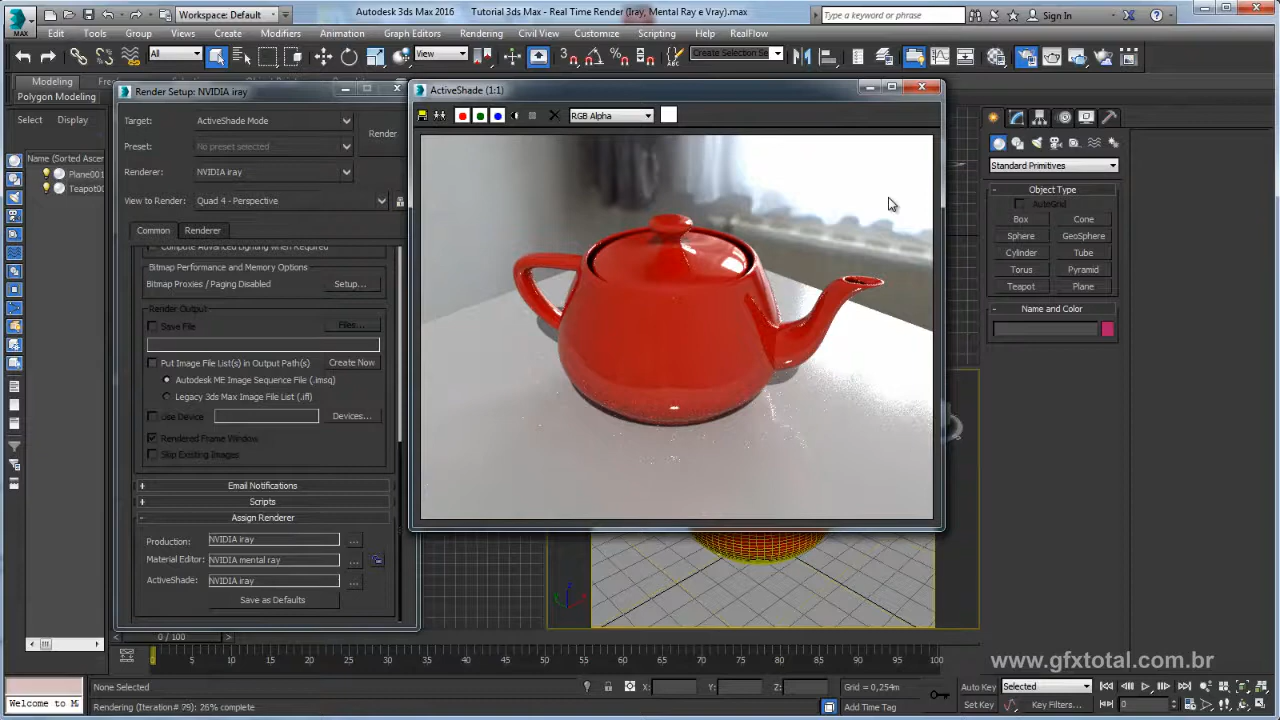 MAX
Workspace: Default
Autodesk 3ds Max 2016
Tutorial 3ds Max - Real Time Render (Iray, Mental Ray e Vray).max
Type a keyword or phrase
Sign In
Edit Tools Group Views Create Modifiers Animation Graph Editors Rendering Civil View Customize Scripting Help RealFlow
All
View
Create Selection Se
Modeling
Polygon Modeling
Select Display
Name (Sorted Ascen
Plane001
Teapot00
Render Setup: NVIDIA iray
Target: ActiveShade Mode
Preset: No preset selected
Render
Renderer: NVIDIA iray
View to Render: Quad 4 - Perspective
Common Renderer
Compute Advanced Lighting when Required
Bitmap Performance and Memory Options
Bitmap Proxies / Paging Disabled Setup...
Render Output
Save File Files...
Put Image File List(s) in Output Path(s) Create Now
Autodesk ME Image Sequence File (.imsq)
Legacy 3ds Max Image File List (.ifl)
Use Device Devices...
Rendered Frame Window
Skip Existing Images
+ Email Notifications
+ Scripts
- Assign Renderer
Production: NVIDIA iray ...
Material Editor: NVIDIA mental ray ...
ActiveShade: NVIDIA iray ...
Save as Defaults
ActiveShade (1:1)
RGB Alpha
Standard Primitives
- Object Type
AutoGrid
Box Cone
Sphere GeoSphere
Cylinder Tube
Torus Pyramid
Teapot Plane
- Name and Color
0 / 100
0 5 10 15 20 25 30 35 40 45 50 55 60 65 70 75 80 85 90 95 100
www.gfxtotal.com.br
None Selected
X: Y: Z:
Grid = 0,254m
Auto Key Selected
Welcome to M
Rendering (Iteration# 29): 26% complete
Add Time Tag
Set Key Key Filters...
0